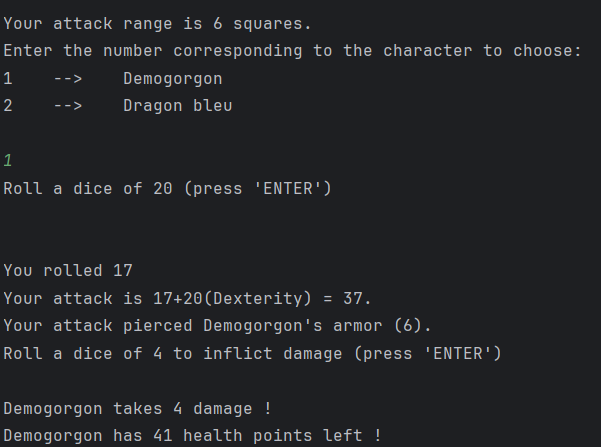 Your attack range is 6 squares.
Enter the number corresponding to the character to choose:
1    -->    Demogorgon
2    -->    Dragon bleu
1
Roll a dice of 20 (press 'ENTER')
You rolled 17
Your attack is 17+20(Dexterity) = 37.
Your attack pierced Demogorgon's armor (6).
Roll a dice of 4 to inflict damage (press 'ENTER')
Demogorgon takes 4 damage !
Demogorgon has 41 health points left !